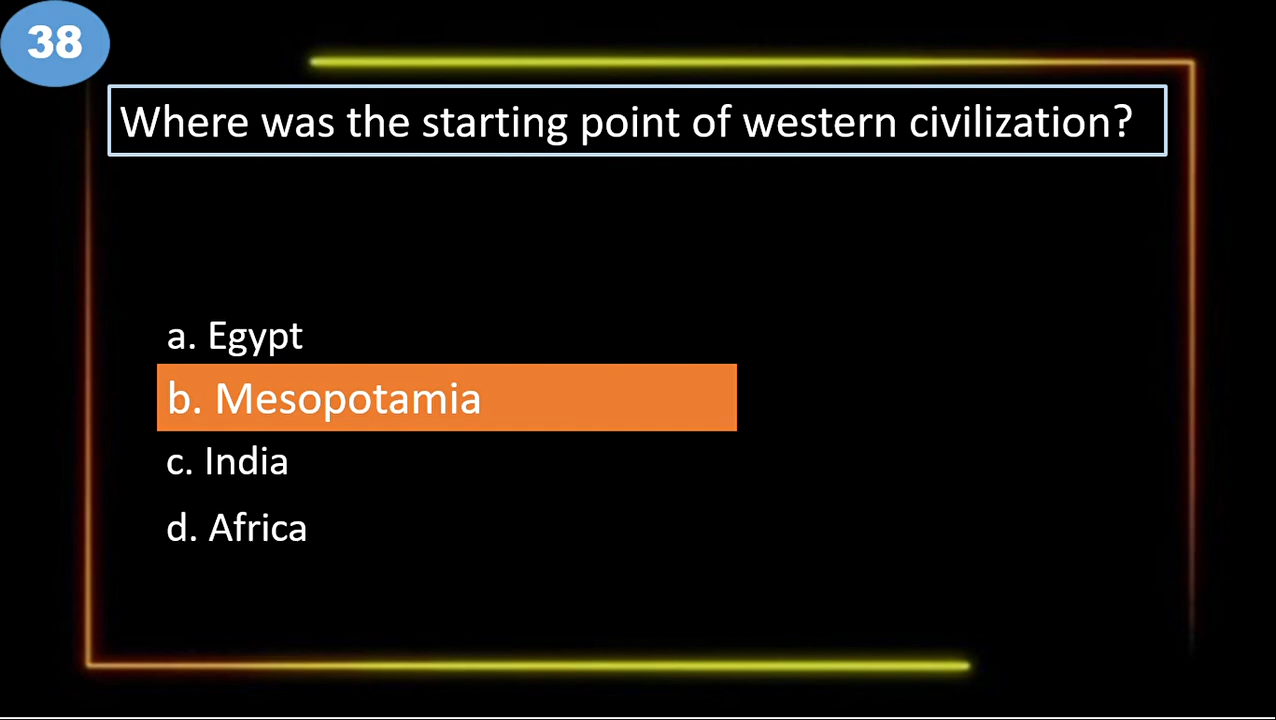 38
Where was the starting point of western civilization?
a. Egypt
b. Mesopotamia
c. India
d. Africa